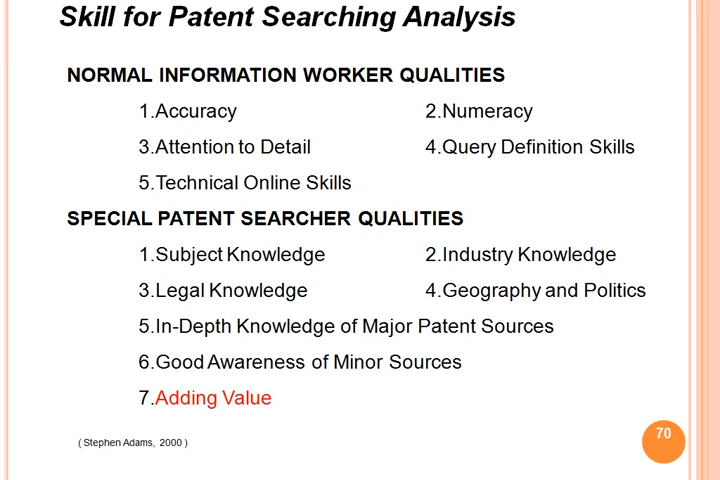 Skill for Patent Searching Analysis
NORMAL INFORMATION WORKER QUALITIES
1.Accuracy 2.Numeracy
3.Attention to Detail 4.Query Definition Skills
5.Technical Online Skills
SPECIAL PATENT SEARCHER QUALITIES
1.Subject Knowledge 2.Industry Knowledge
3.Legal Knowledge 4.Geography and Politics
5.In-Depth Knowledge of Major Patent Sources
6.Good Awareness of Minor Sources
7.Adding Value
( Stephen Adams, 2000 )
70